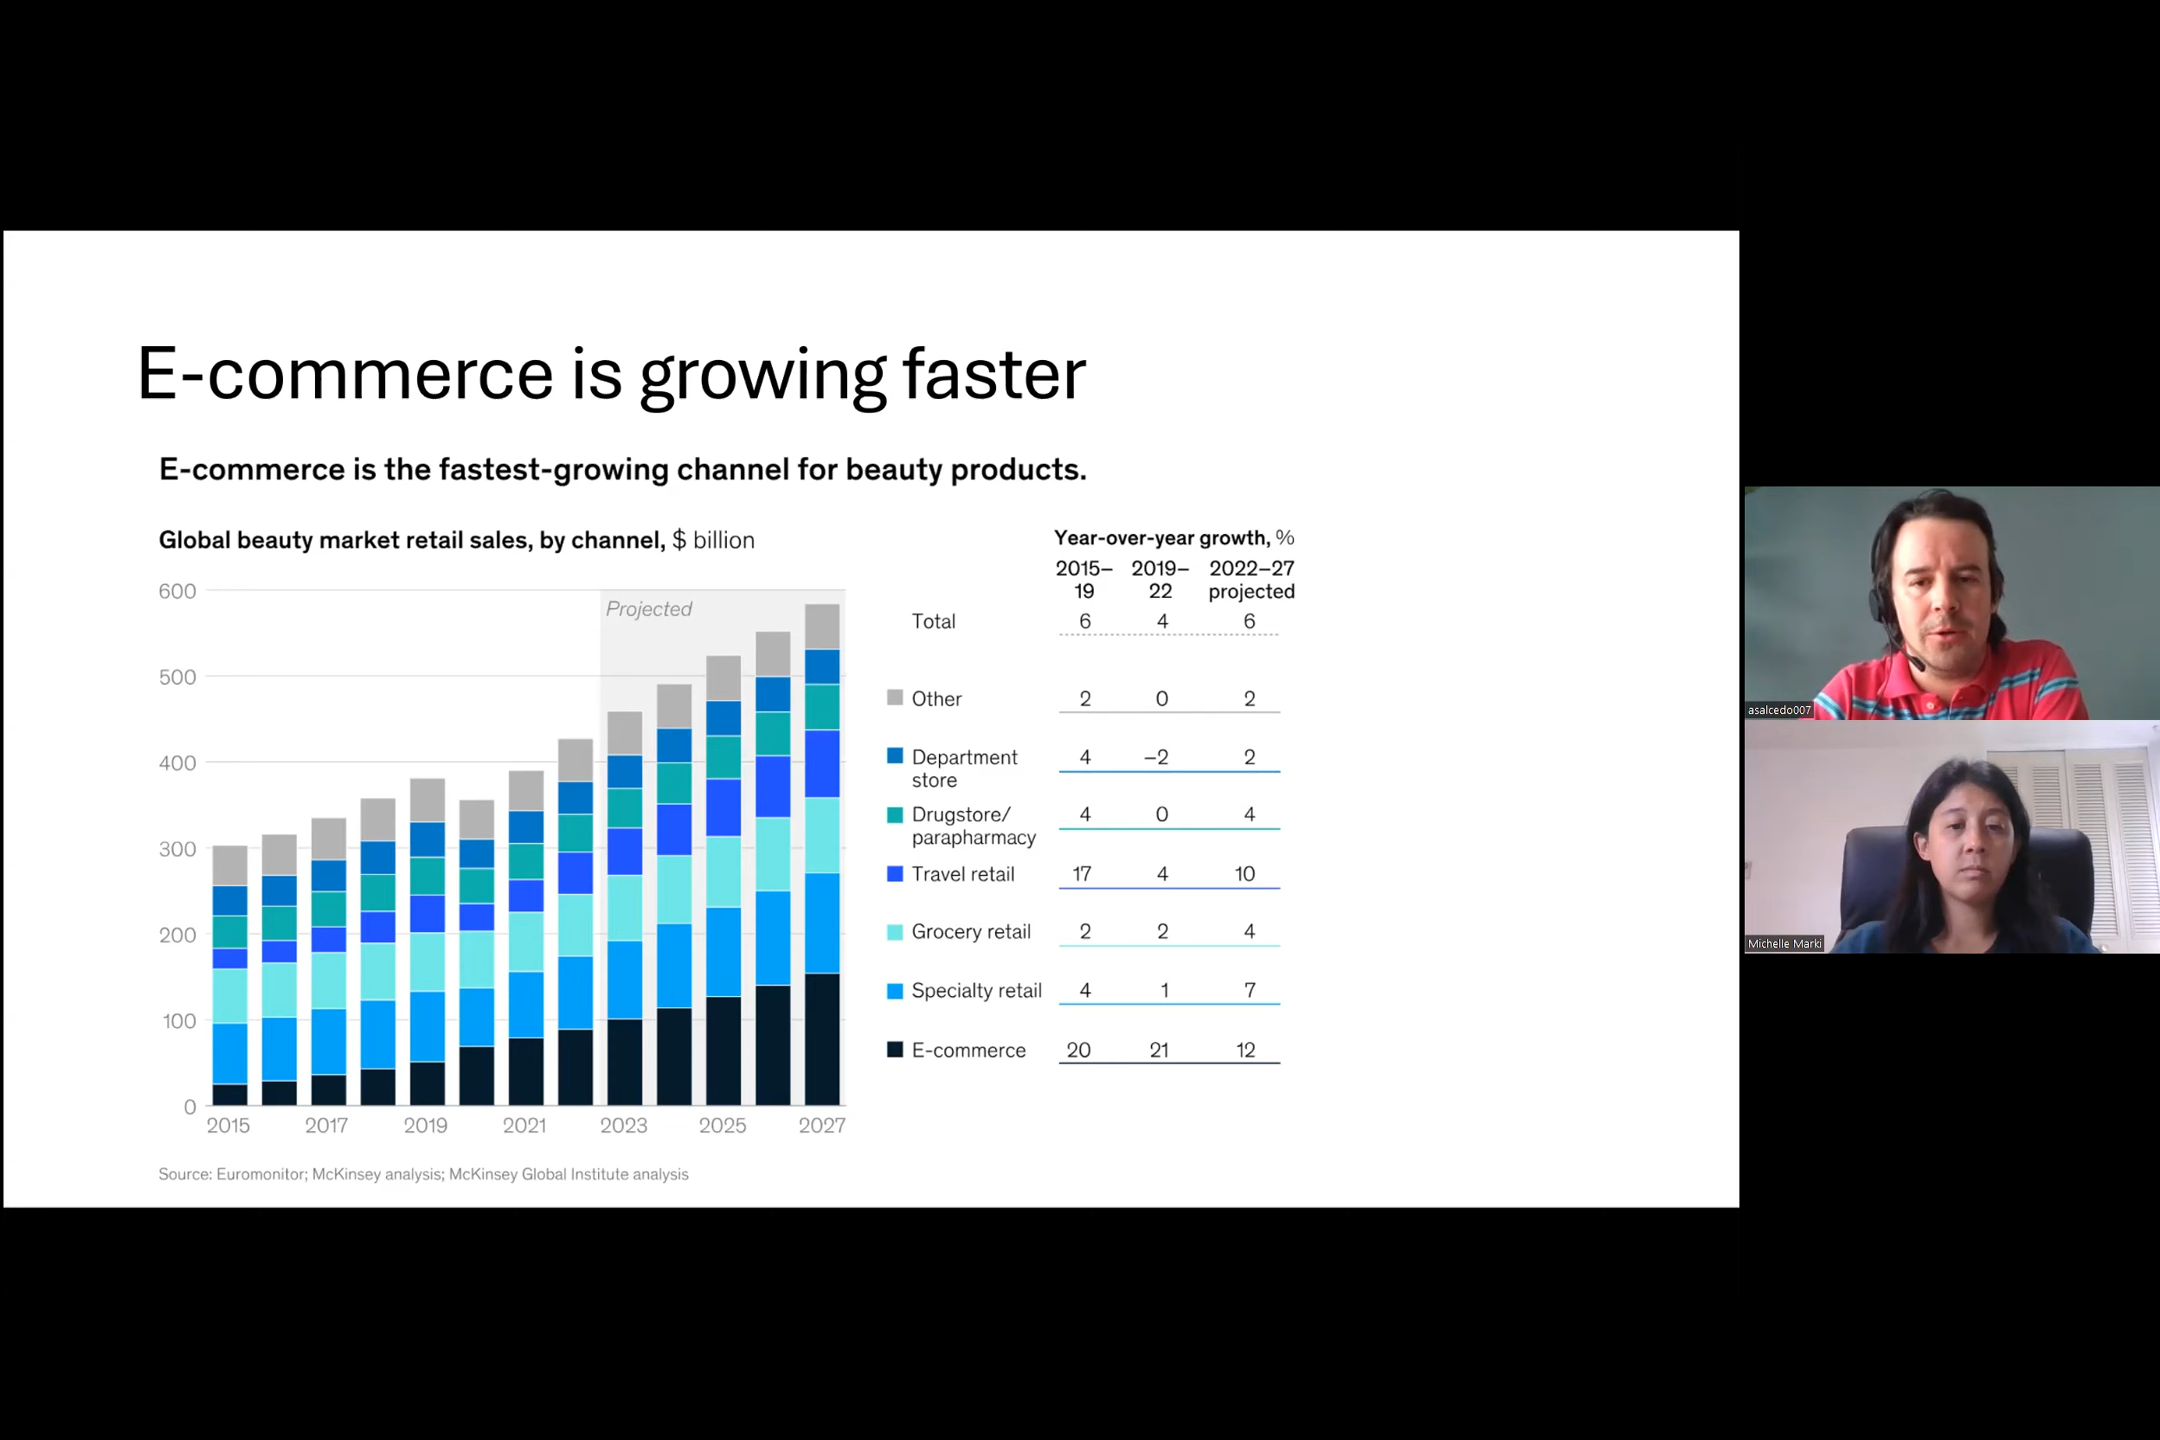 E-commerce is growing faster
E-commerce is the fastest-growing channel for beauty products.
Global beauty market retail sales, by channel, $ billion
600
500
400
300
200
100
0
Projected
2015 2017 2019 2021 2023 2025 2027
Year-over-year growth, %
2015– 2019– 2022–27
19 22 projected
Total 6 4 6
Other 2 0 2
Department 4 –2 2
store
Drugstore/ 4 0 4
parapharmacy
Travel retail 17 4 10
Grocery retail 2 2 4
Specialty retail 4 1 7
E-commerce 20 21 12
Source: Euromonitor; McKinsey analysis; McKinsey Global Institute analysis
asalcedo007
Michelle Marki